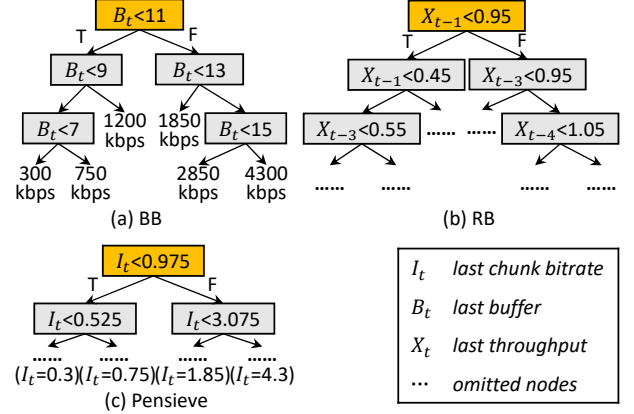 B_t<11
T F
B_t<9 B_t<13
B_t<7 1200 kbps 1850 kbps B_t<15
300 kbps 750 kbps 2850 kbps 4300 kbps
(a) BB
X_{t−1}<0.95
T F
X_{t−1}<0.45 X_{t−3}<0.95
X_{t−3}<0.55 …… …… X_{t−4}<1.05
…… …… …… ……
(b) RB
I_t<0.975
T F
I_t<0.525 I_t<3.075
…… …… …… ……
(I_t=0.3)(I_t=0.75)(I_t=1.85)(I_t=4.3)
(c) Pensieve
I_t last chunk bitrate
B_t last buffer
X_t last throughput
··· omitted nodes